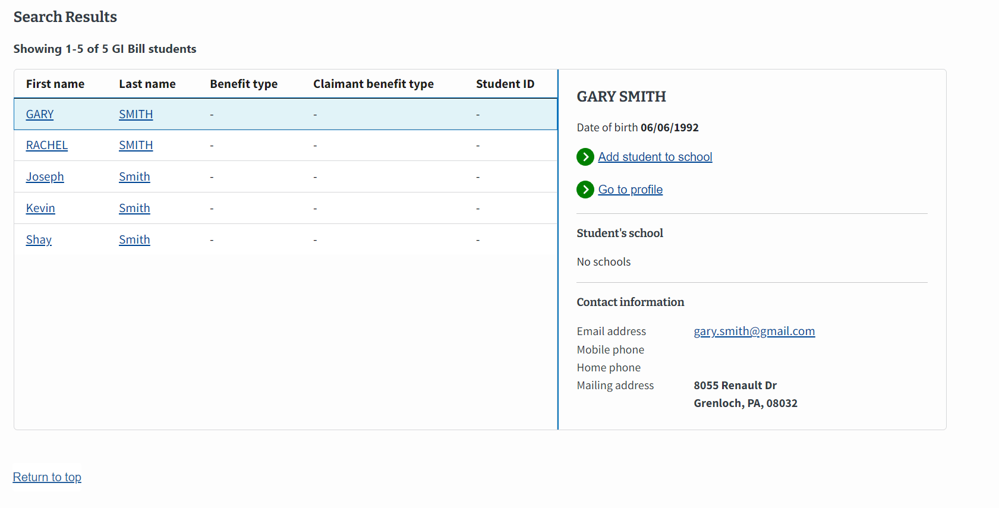 Search Results
Showing 1-5 of 5 GI Bill students
First name Last name Benefit type Claimant benefit type Student ID
GARY SMITH - - -
RACHEL SMITH - - -
Joseph Smith - - -
Kevin Smith - - -
Shay Smith - - -
GARY SMITH
Date of birth 06/06/1992
Add student to school
Go to profile
Student's school
No schools
Contact information
Email address gary.smith@gmail.com
Mobile phone
Home phone
Mailing address 8055 Renault Dr
Grenloch, PA, 08032
Return to top